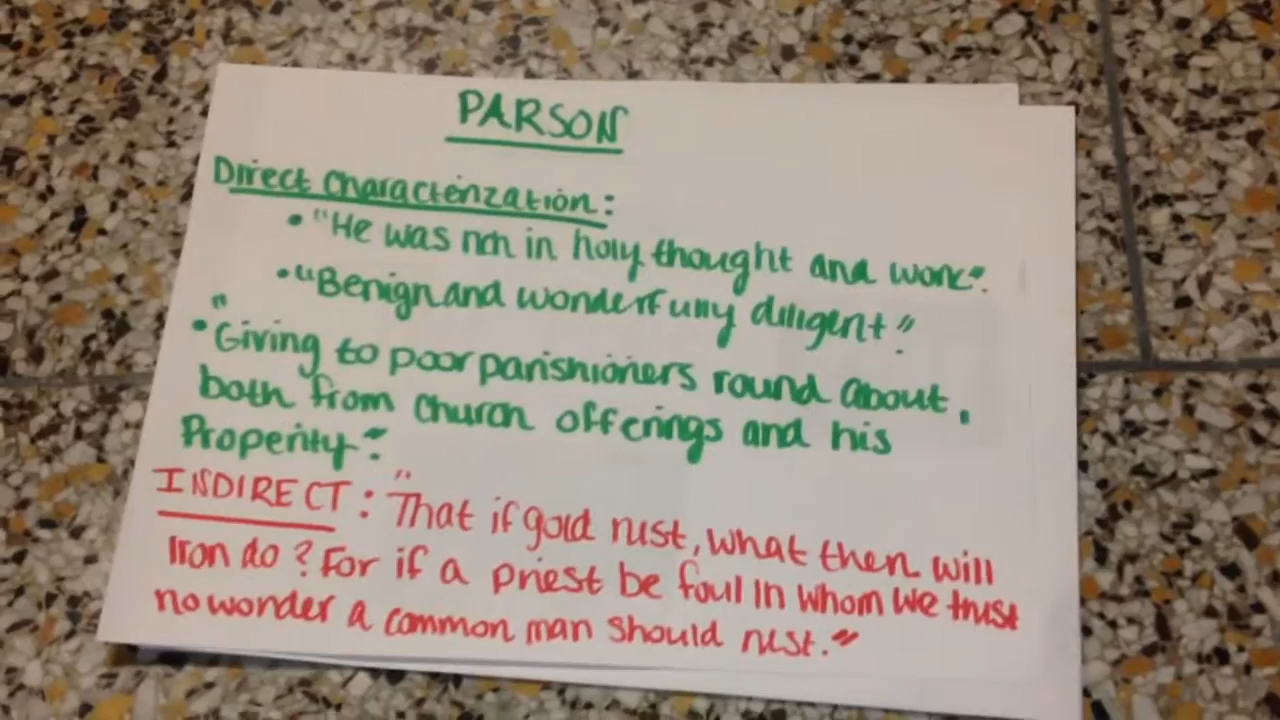 PARSON
Direct Characterization:
• "He was rich in holy thought and work".
• "Benign and wonderfully diligent".
• "Giving to poor parishioners round about,
both from church offerings and his
Properity".
INDIRECT: "That if gold rust, what then will
Iron do? For if a priest be foul in whom we trust
no wonder a common man should rust."